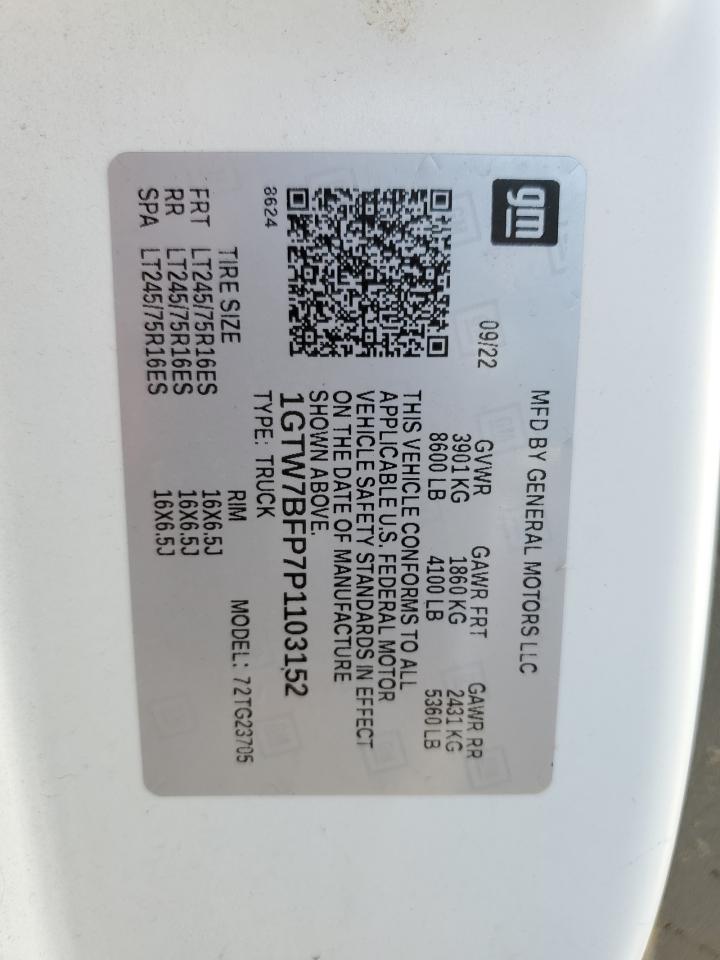 gm
MFD BY GENERAL MOTORS LLC
09/22
GVWR GAWR FRT GAWR RR
3901 KG 1860 KG 2431 KG
8600 LB 4100 LB 5360 LB
THIS VEHICLE CONFORMS TO ALL
APPLICABLE U.S. FEDERAL MOTOR
VEHICLE SAFETY STANDARDS IN EFFECT
ON THE DATE OF MANUFACTURE
SHOWN ABOVE.
1GTW7BFP7P1103152
8624
TYPE: TRUCK
MODEL: 72TG23705
TIRE SIZE RIM
FRT LT245/75R16ES 16X6.5J
RR LT245/75R16ES 16X6.5J
SPA LT245/75R16ES 16X6.5J